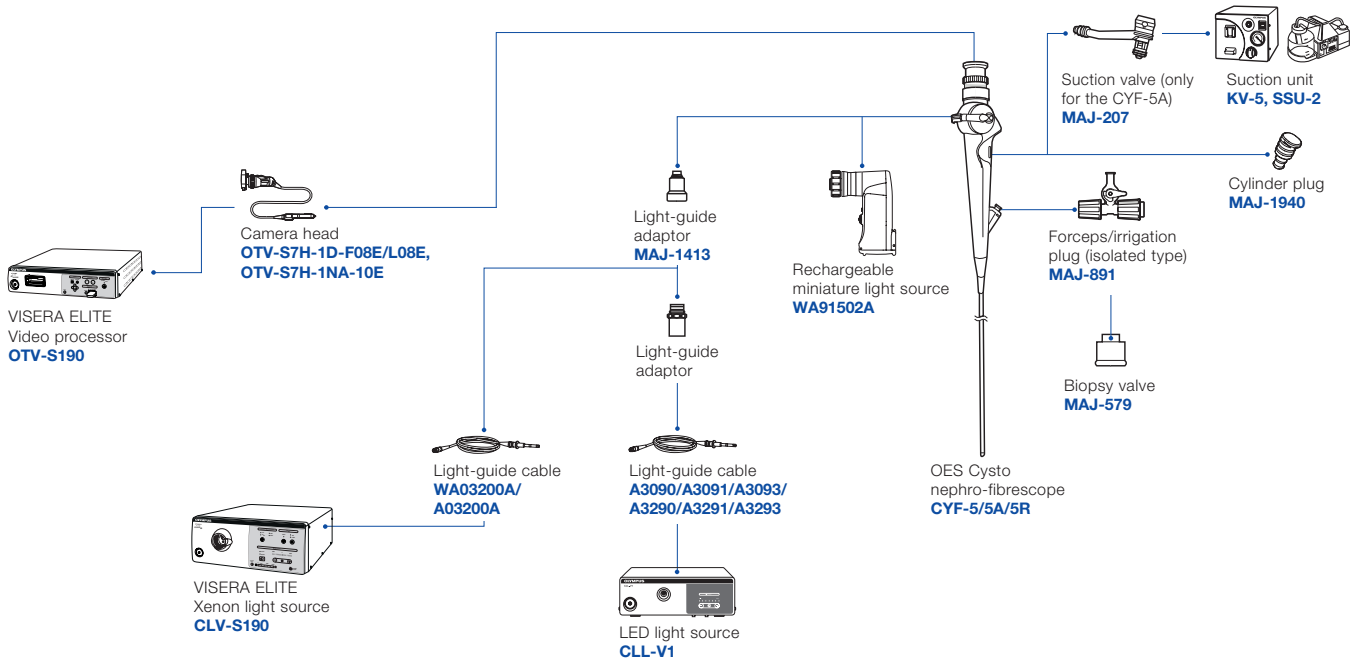 Suction valve (only
for the CYF-5A)
MAJ-207
Suction unit
KV-5, SSU-2
Cylinder plug
MAJ-1940
Camera head
OTV-S7H-1D-F08E/L08E,
OTV-S7H-1NA-10E
Light-guide
adaptor
MAJ-1413
Rechargeable
miniature light source
WA91502A
Forceps/irrigation
plug (isolated type)
MAJ-891
VISERA ELITE
Video processor
OTV-S190
Light-guide
adaptor
Biopsy valve
MAJ-579
Light-guide cable
WA03200A/
A03200A
Light-guide cable
A3090/A3091/A3093/
A3290/A3291/A3293
OES Cysto
nephro-fibrescope
CYF-5/5A/5R
VISERA ELITE
Xenon light source
CLV-S190
OLYMPUS
LED light source
CLL-V1